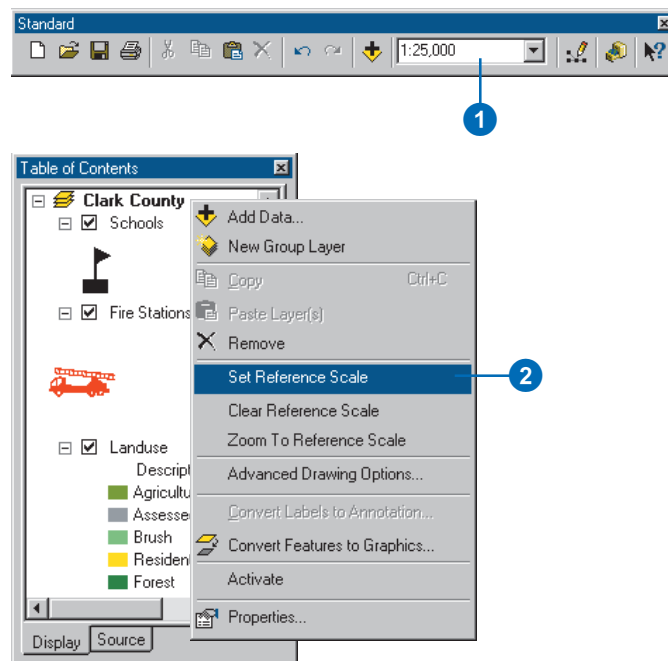 Standard
1:25,000
1
Table of Contents
Clark County
Schools
Fire Stations
Landuse
Descript
Agricultu
Assesse
Brush
Residen
Forest
Display
Source
Add Data...
New Group Layer
Copy Ctrl+C
Paste Layer(s)
Remove
Set Reference Scale
2
Clear Reference Scale
Zoom To Reference Scale
Advanced Drawing Options...
Convert Labels to Annotation...
Convert Features to Graphics...
Activate
Properties...